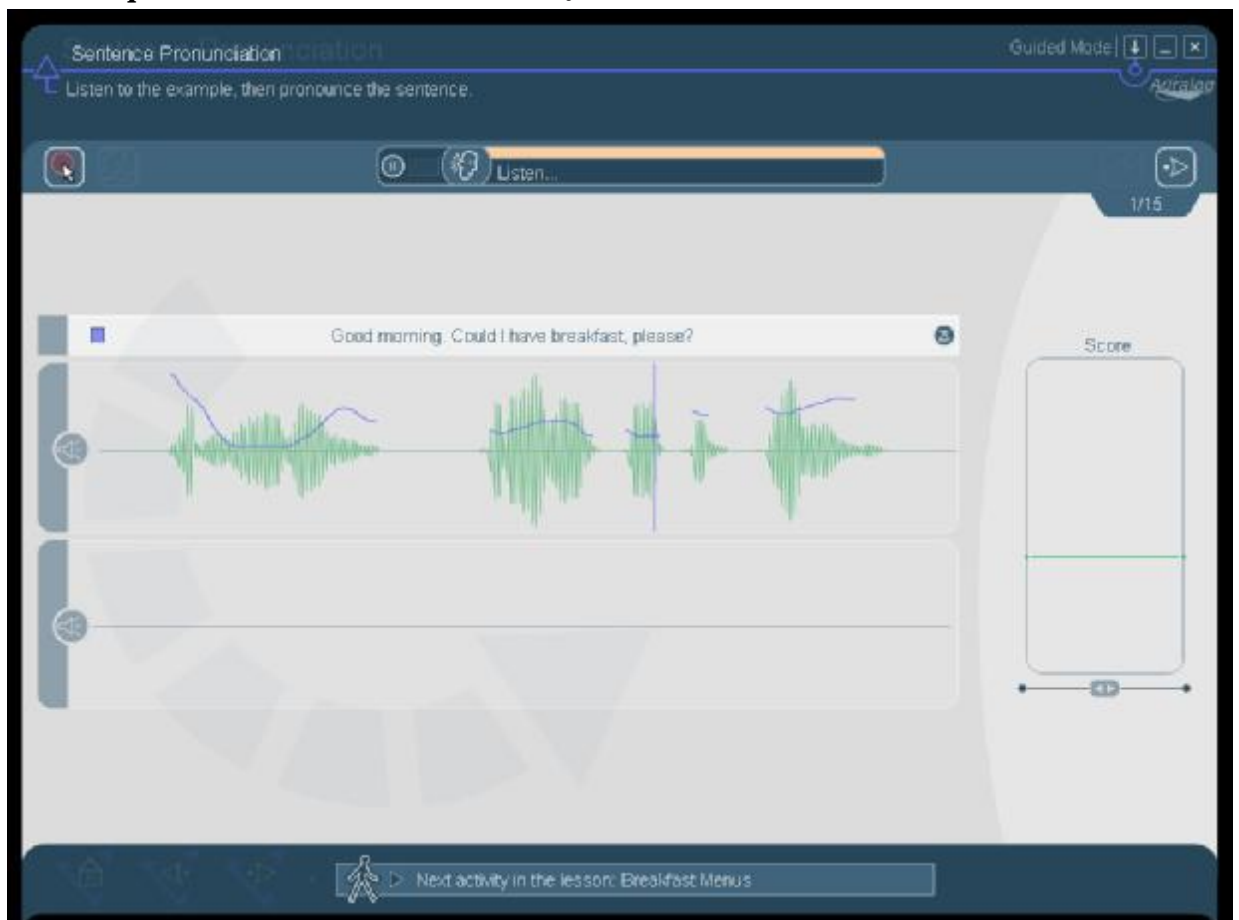 Sentence Pronunciation
Guided Mode
Listen to the example, then pronounce the sentence.
Auralog
Listen...
1/15
Good morning. Could I have breakfast, please?
Score
Next activity in the lesson: Breakfast Menus